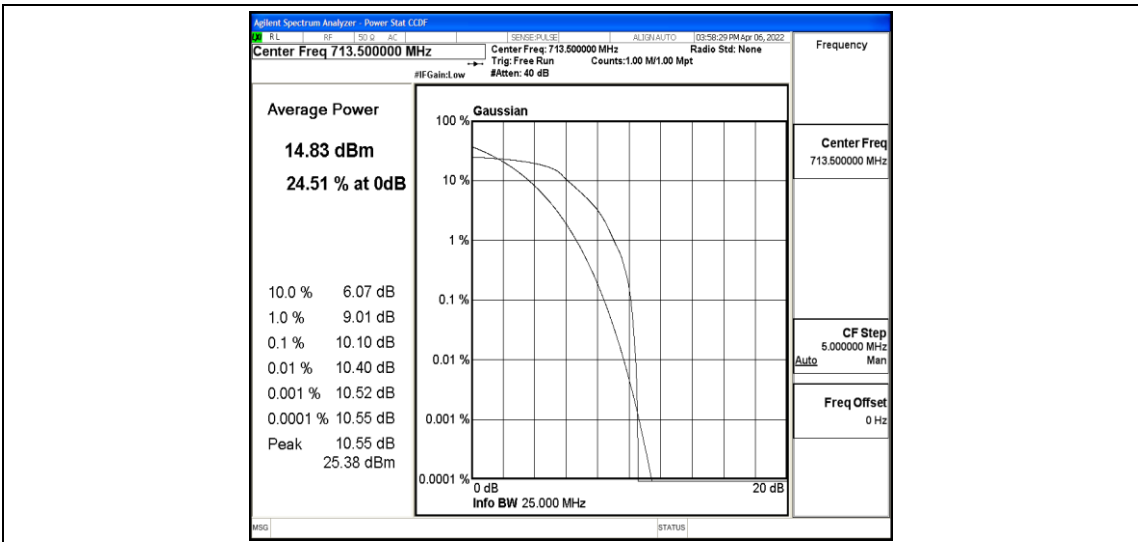 Agilent Spectrum Analyzer - Power Stat CCDF
LXI RL RF 50 Ω AC SENSE:PULSE ALIGNAUTO 03:58:29 PM Apr 06, 2022
Center Freq 713.500000 MHz
Center Freq: 713.500000 MHz Radio Std: None
Trig: Free Run Counts:1.00 M/1.00 Mpt
#IFGain:Low #Atten: 40 dB
Frequency
Average Power
14.83 dBm
24.51 % at 0dB
10.0 % 6.07 dB
1.0 % 9.01 dB
0.1 % 10.10 dB
0.01 % 10.40 dB
0.001 % 10.52 dB
0.0001 % 10.55 dB
Peak 10.55 dB
25.38 dBm
Gaussian
100 %
10 %
1 %
0.1 %
0.01 %
0.001 %
0.0001 %
0 dB 20 dB
Info BW 25.000 MHz
Center Freq
713.500000 MHz
CF Step
5.000000 MHz
Auto Man
Freq Offset
0 Hz
MSG STATUS